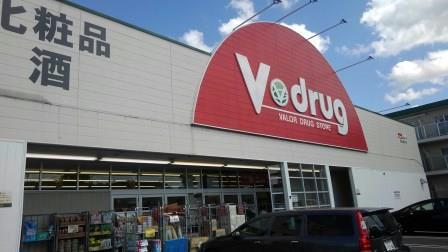 化粧品
酒
V drug
VALOR DRUG STORE